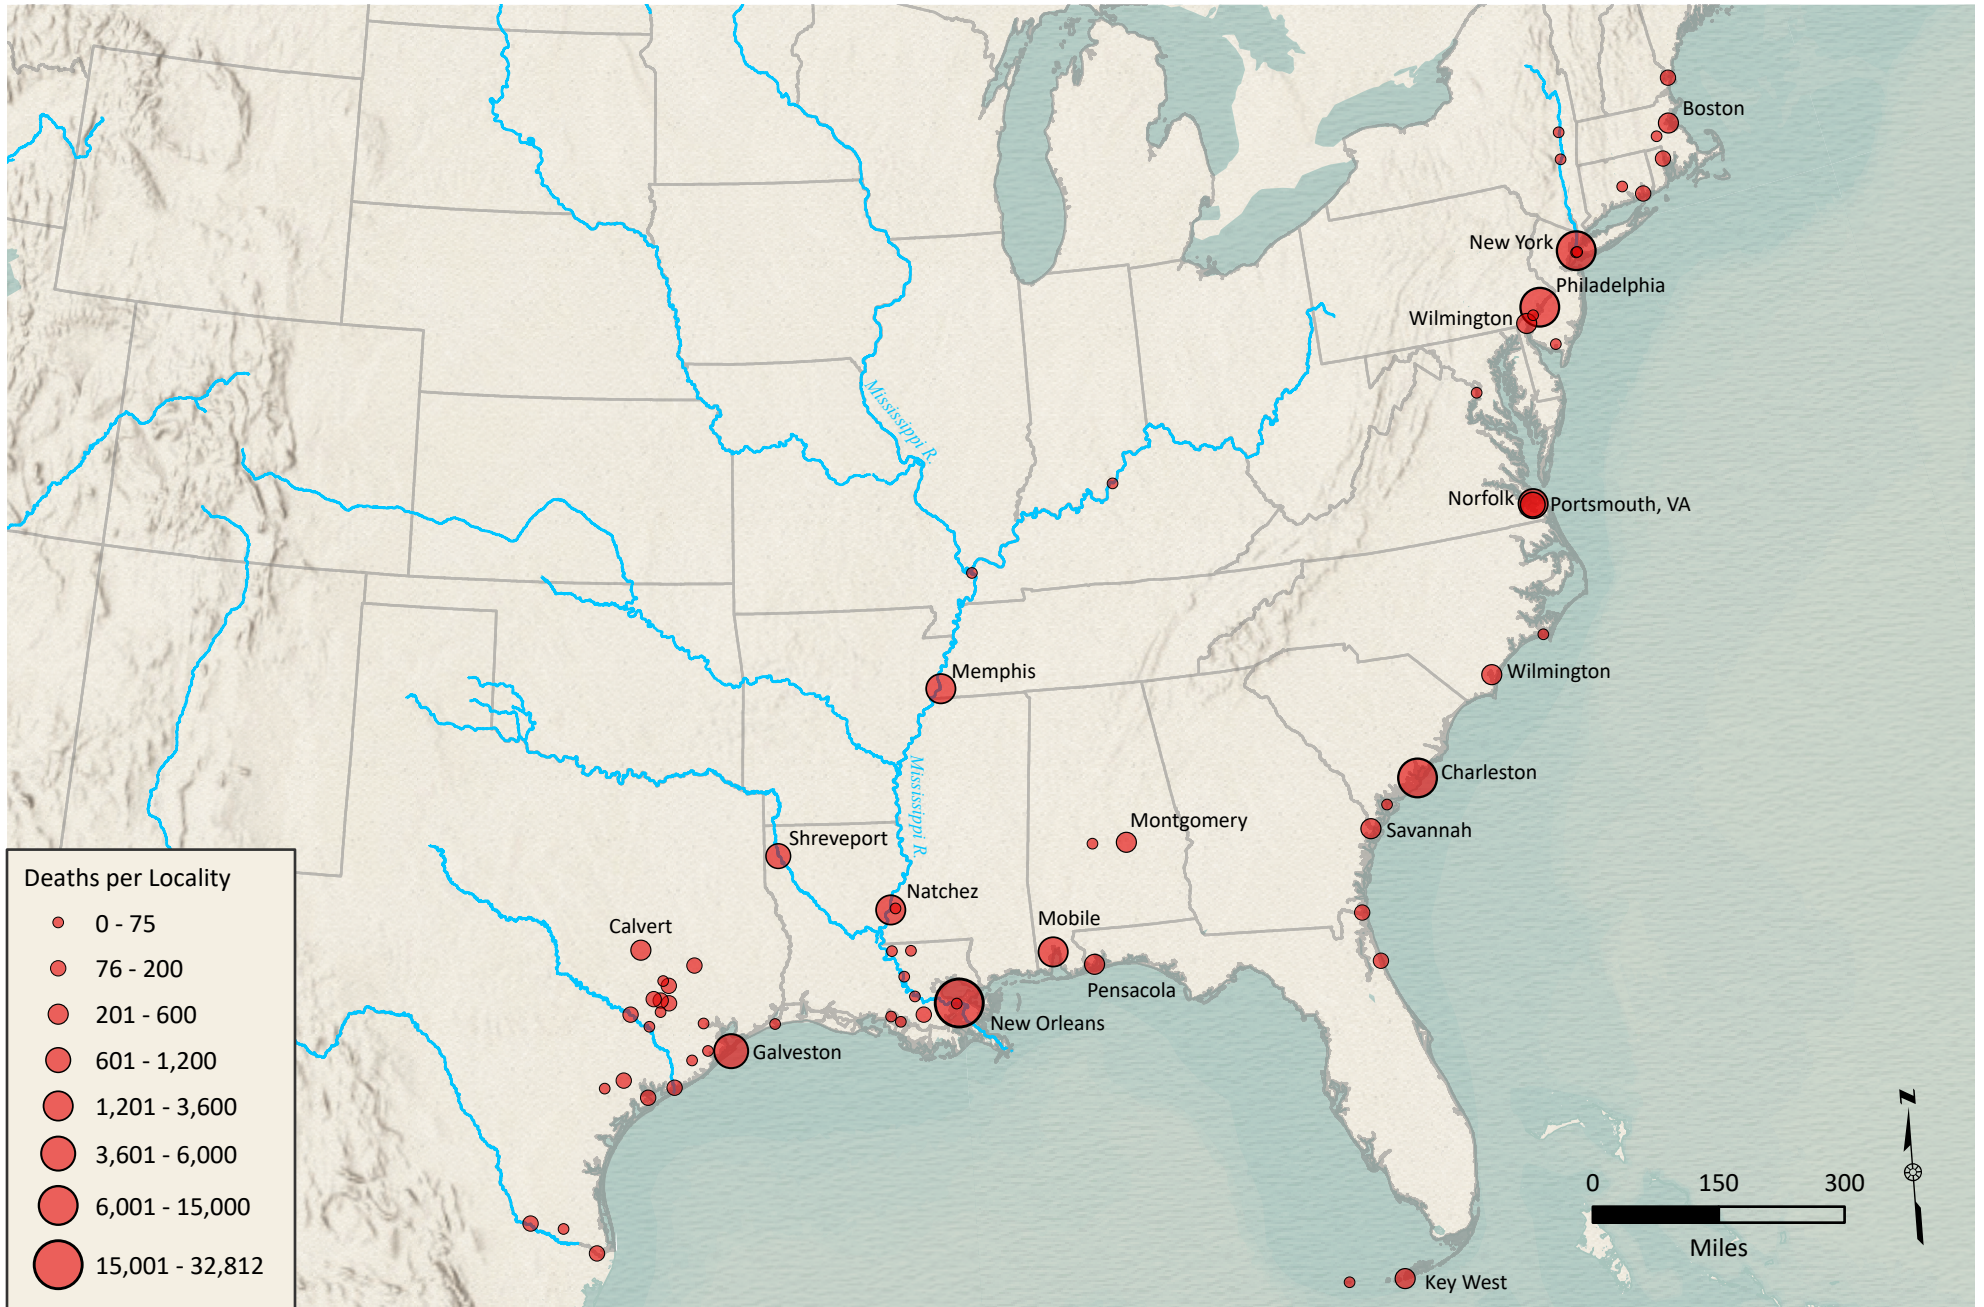 Boston
New York
Philadelphia
Wilmington
Mississippi R.
Norfolk
Portsmouth, VA
Memphis
Wilmington
Mississippi R.
Charleston
Montgomery
Savannah
Shreveport
Natchez
Calvert
Mobile
Pensacola
New Orleans
Galveston
Key West
Deaths per Locality
0 - 75
76 - 200
201 - 600
601 - 1,200
1,201 - 3,600
3,601 - 6,000
6,001 - 15,000
15,001 - 32,812
N
0 150 300
Miles